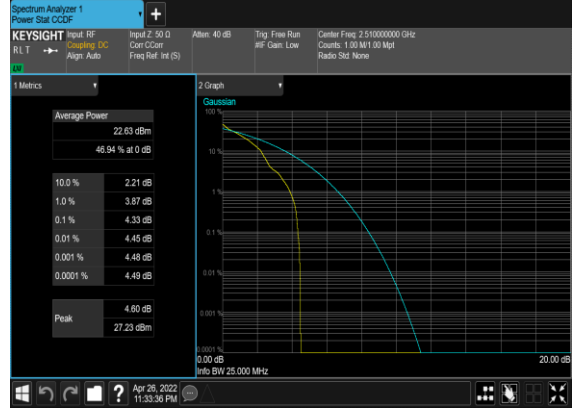 Spectrum Analyzer 1
Power Stat CCDF
KEYSIGHT
RLT
Input: RF
Coupling: DC
Align: Auto
Input Z: 50 Ω
Corr CCorr
Freq Ref: Int (S)
Atten: 40 dB
Trig: Free Run
#IF Gain: Low
Center Freq: 2.510000000 GHz
Counts: 1.00 M/1.00 Mpt
Radio Std: None
1 Metrics
Average Power
22.63 dBm
46.94 % at 0 dB
10.0 % 2.21 dB
1.0 % 3.87 dB
0.1 % 4.33 dB
0.01 % 4.45 dB
0.001 % 4.48 dB
0.0001 % 4.49 dB
Peak
4.60 dB
27.23 dBm
2 Graph
Gaussian
100 %
10 %
1 %
0.1 %
0.01 %
0.001 %
0.0001 %
0.00 dB
20.00 dB
Info BW 25.000 MHz
?
Apr 26, 2022
11:33:36 PM